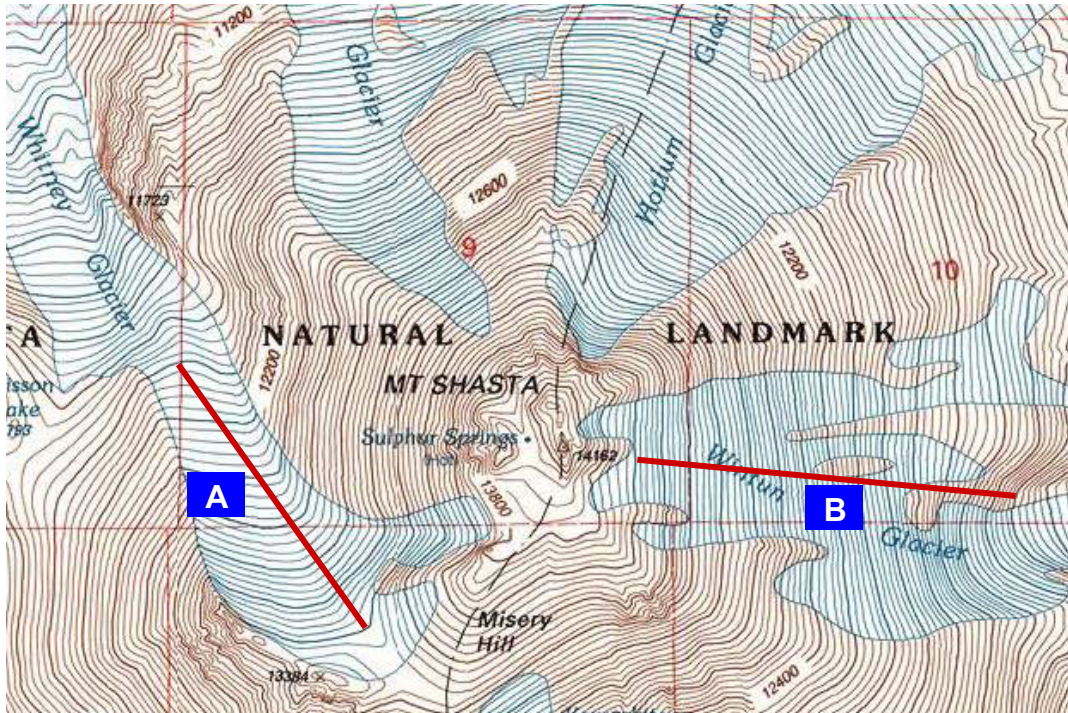 11200
Glacier
Glacie
Whitney
Hotlum
12600
11723
9
12200
10
Glacier
A
NATURAL
LANDMARK
12200
MT SHASTA
isson
ake
793
Sulphur Springs
(hot)
14162
Wintun
A
13800
B
Glacier
Misery
Hill
13384
12400